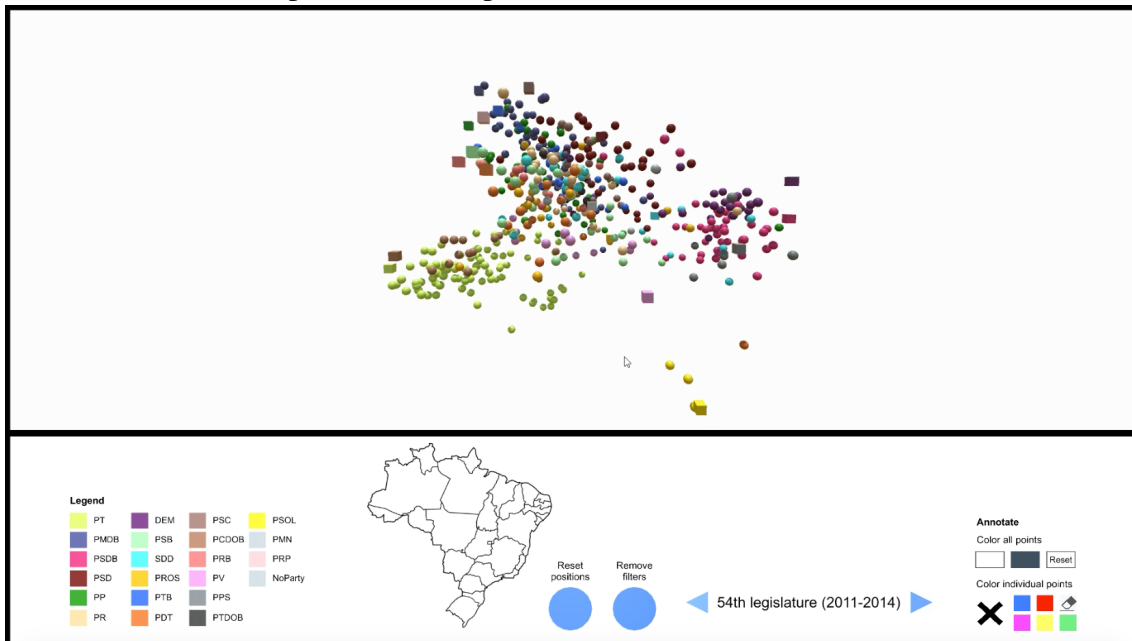 Legend
PT DEM PSC PSOL
PMDB PSB PCDOB PMN
PSDB SDD PRB PRP
PSD PROS PV NoParty
PP PTB PPS
PR PDT PTDOB
Reset
positions
Remove
filters
54th legislature (2011-2014)
Annotate
Color all points
Reset
Color individual points